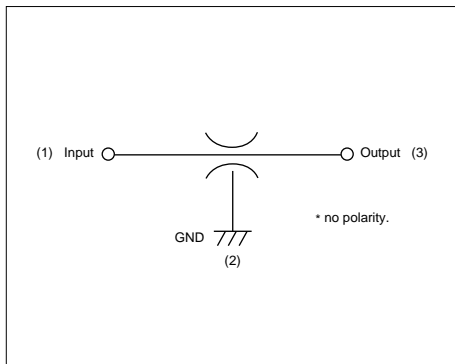 (1) Input Output (3)
* no polarity.
GND
(2)